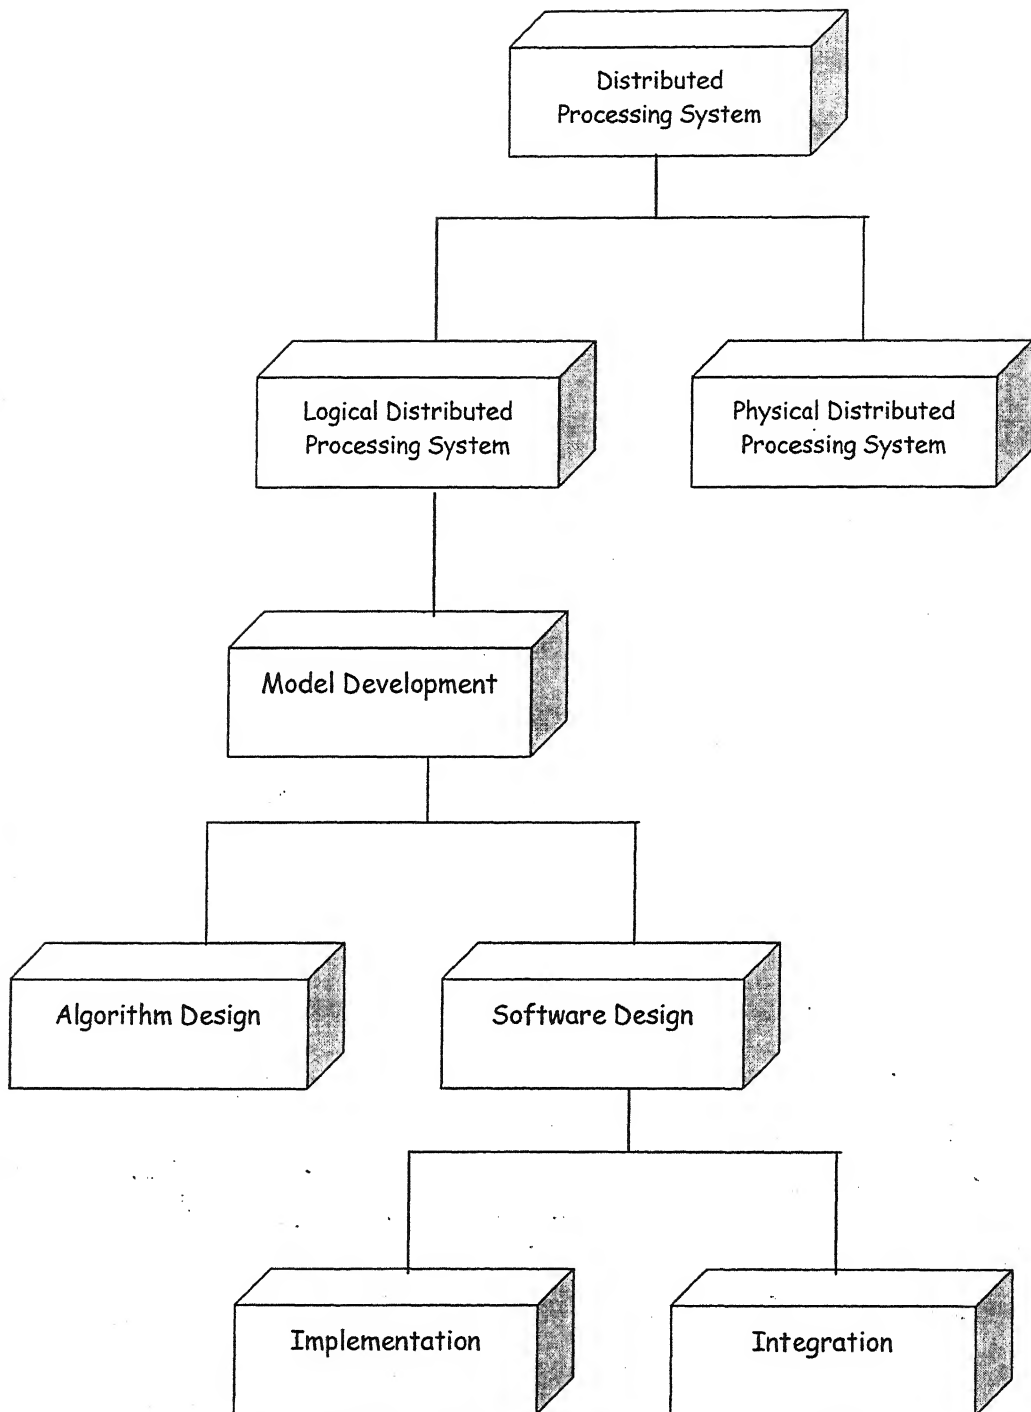 Distributed
Processing System
Logical Distributed
Processing System
Physical Distributed
Processing System
Model Development
Algorithm Design
Software Design
Implementation
Integration